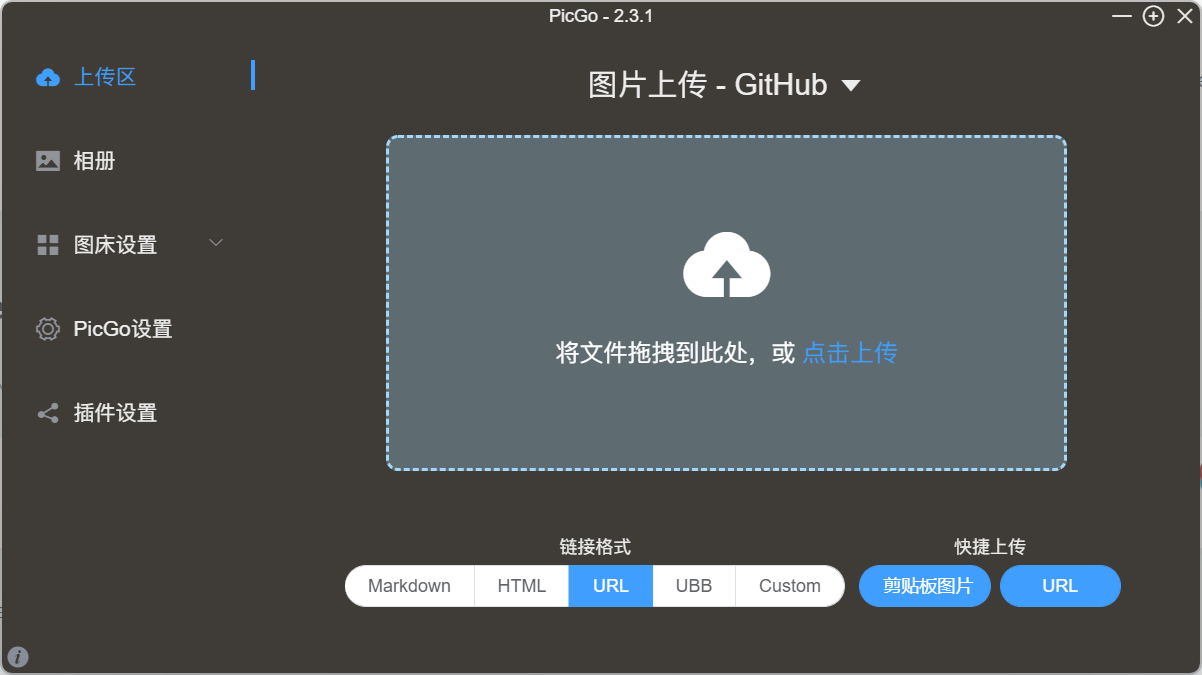 PicGo - 2.3.1
上传区
相册
图床设置
PicGo设置
插件设置
图片上传 - GitHub
将文件拖拽到此处，或 点击上传
链接格式
Markdown HTML URL UBB Custom
快捷上传
剪贴板图片 URL